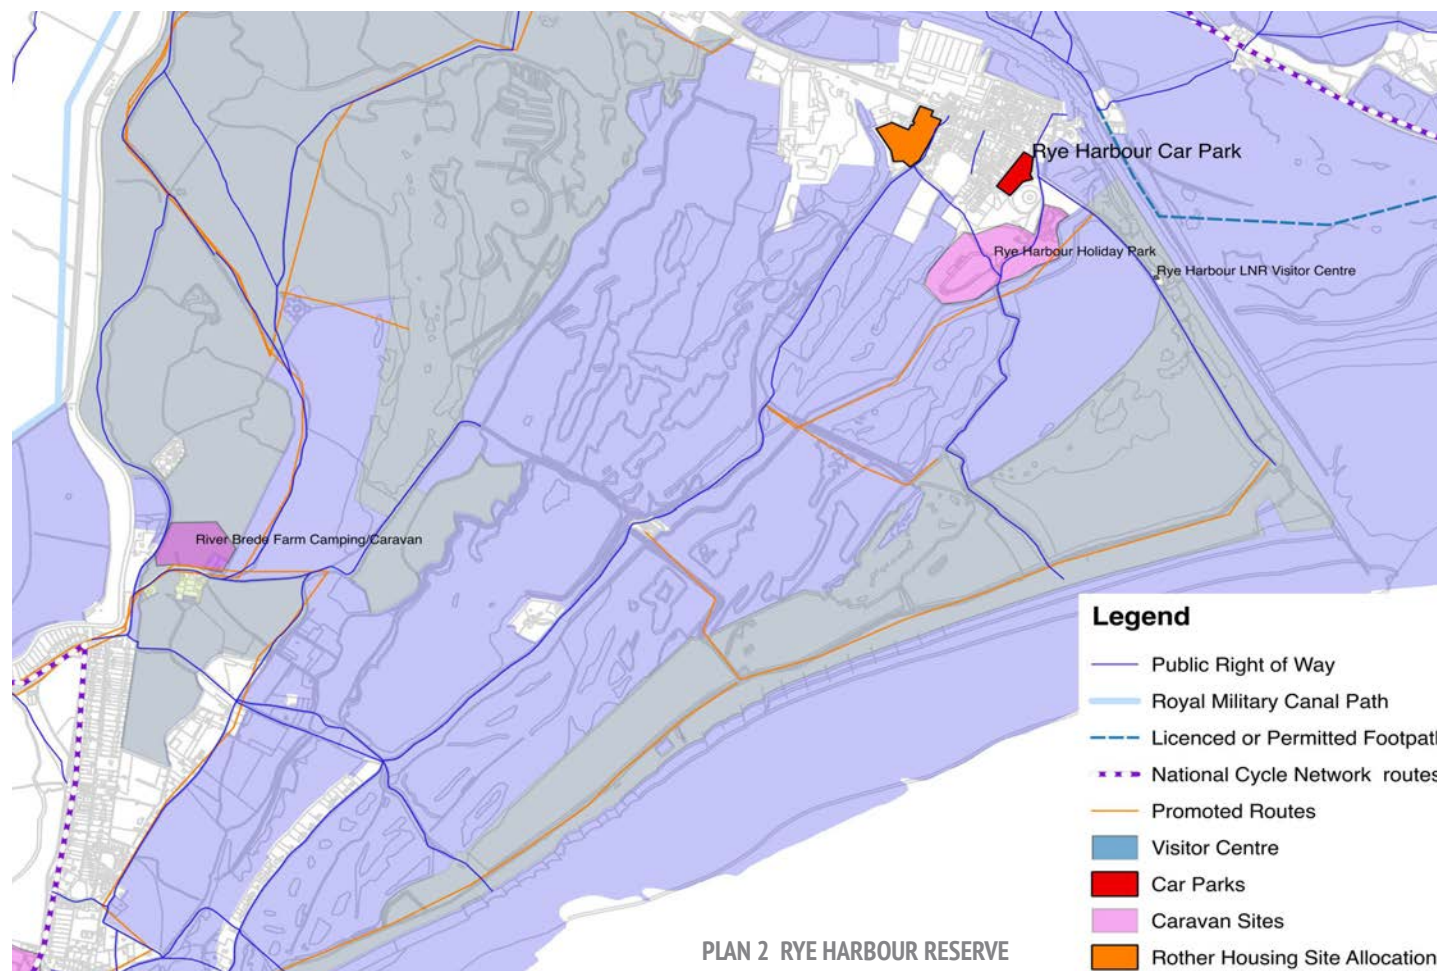 Rye Harbour Car Park
Rye Harbour Holiday Park
Rye Harbour LNR Visitor Centre
River Brede Farm Camping/Caravan
Legend
Public Right of Way
Royal Military Canal Path
Licenced or Permitted Footpath
National Cycle Network routes
Promoted Routes
Visitor Centre
Car Parks
Caravan Sites
Rother Housing Site Allocation
PLAN 2 RYE HARBOUR RESERVE